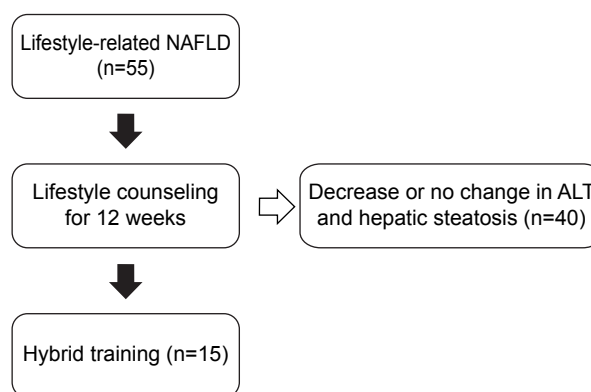 Lifestyle-related NAFLD
(n=55)
Lifestyle counseling
for 12 weeks
Decrease or no change in ALT
and hepatic steatosis (n=40)
Hybrid training (n=15)